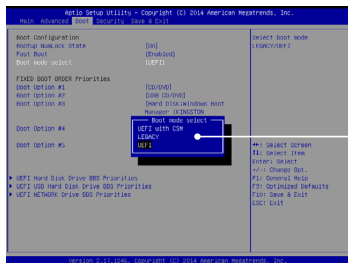 Aptio Setup Utility - Copyright (C) 2014 American Megatrends, Inc.
Main Advanced Boot Security Save & Exit
Boot Configuration
Bootup NumLock State [On]
Fast Boot [Enabled]
Boot mode select [UEFI]
FIXED BOOT ORDER Priorities
Boot Option #1 [CD/DVD]
Boot Option #2 [USB CD/DVD]
Boot Option #3 [Hard Disk:Windows Boot
Manager (KINGSTON
Boot Option #4
Boot Option #5
Boot mode select
UEFI with CSM
LEGACY
UEFI
UEFI Hard Disk Drive BBS Priorities
UEFI USB Hard Disk Drive BBS Priorities
UEFI NETWORK Drive BBS Priorities
Select boot mode
LEGACY/UEFI
→←: Select Screen
↑↓: Select Item
Enter: Select
+/-: Change Opt.
F1: General Help
F9: Optimized Defaults
F10: Save & Exit
ESC: Exit
Version 2.17.1246. Copyright (C) 2014 American Megatrends, Inc.